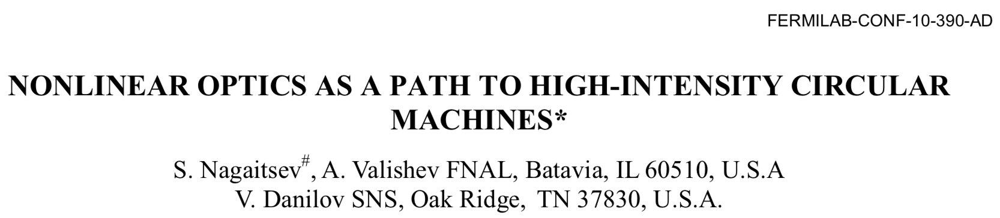 FERMILAB-CONF-10-390-AD
NONLINEAR OPTICS AS A PATH TO HIGH-INTENSITY CIRCULAR
MACHINES*
S. Nagaitsev#, A. Valishev FNAL, Batavia, IL 60510, U.S.A
V. Danilov SNS, Oak Ridge, TN 37830, U.S.A.